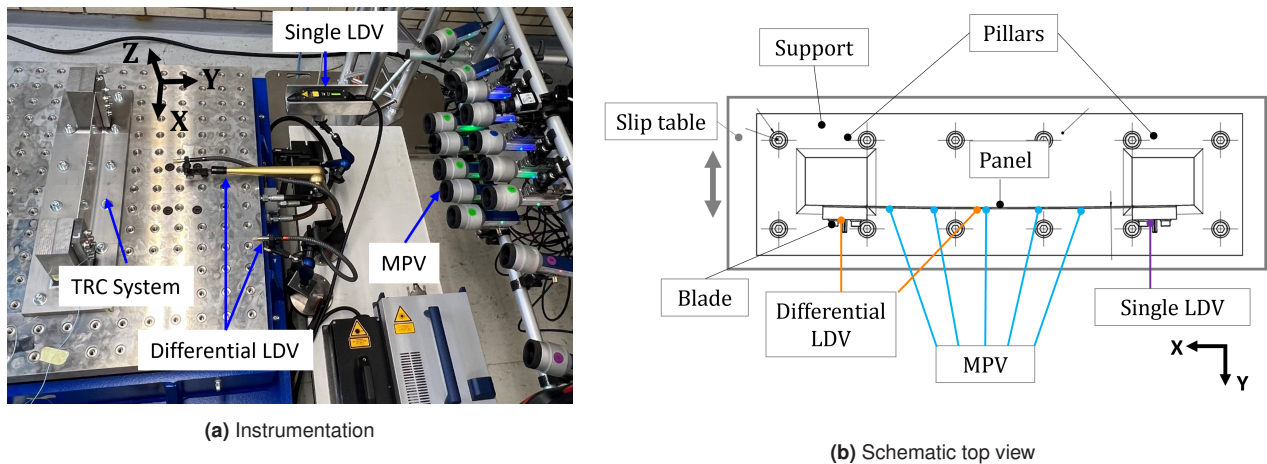 Single LDV
Z
Y
X
MPV
TRC System
Differential LDV
(a) Instrumentation
Support
Pillars
Slip table
Panel
Blade
Differential
LDV
Single LDV
MPV
X
Y
(b) Schematic top view